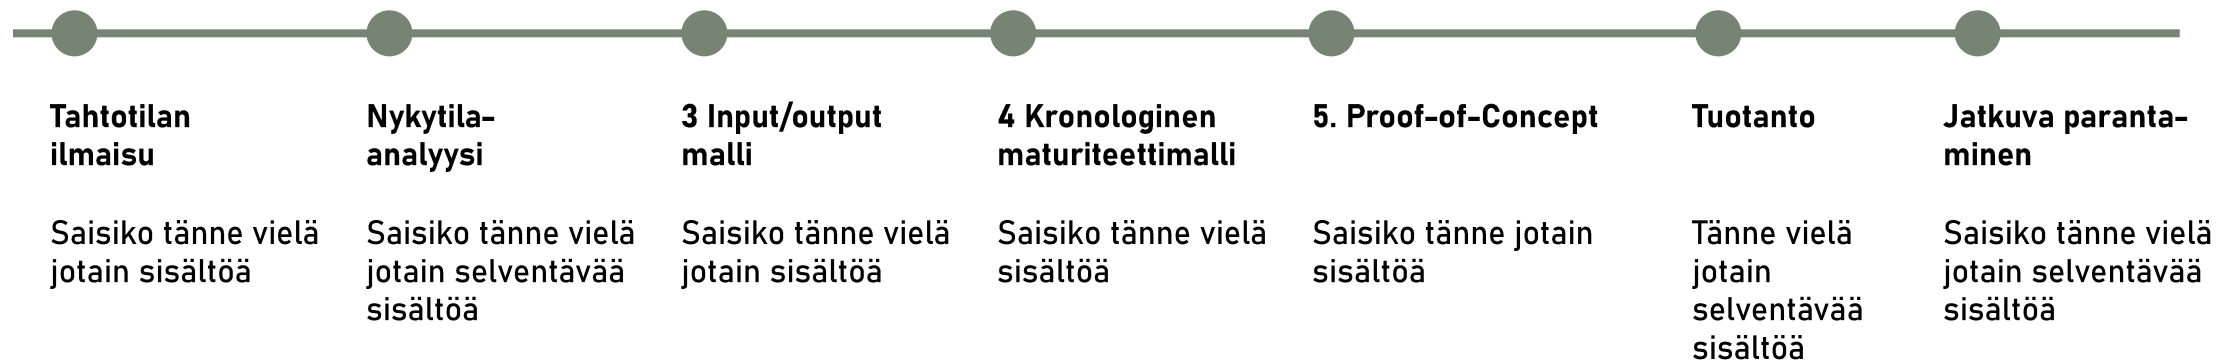 Tahtotilan
ilmaisu
Saisiko tänne vielä
jotain sisältöä
Nykytila-
analyysi
Saisiko tänne vielä
jotain selventävää
sisältöä
3 Input/output
malli
Saisiko tänne vielä
jotain sisältöä
4 Kronologinen
maturiteettimalli
Saisiko tänne vielä
sisältöä
5. Proof-of-Concept
Saisiko tänne jotain
sisältöä
Tuotanto
Tänne vielä
jotain
selventävää
sisältöä
Jatkuva paranta-
minen
Saisiko tänne vielä
jotain selventävää
sisältöä